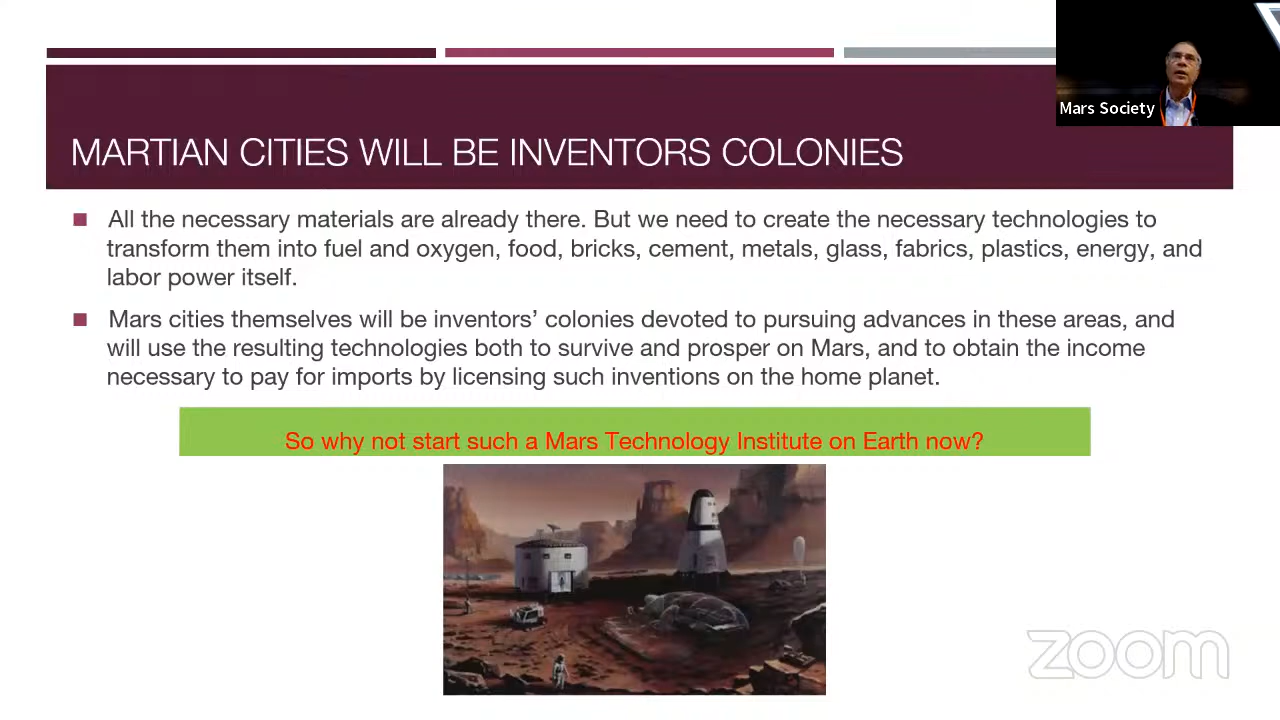 Mars Society
MARTIAN CITIES WILL BE INVENTORS COLONIES
All the necessary materials are already there. But we need to create the necessary technologies to
transform them into fuel and oxygen, food, bricks, cement, metals, glass, fabrics, plastics, energy, and
labor power itself.
Mars cities themselves will be inventors’ colonies devoted to pursuing advances in these areas, and
will use the resulting technologies both to survive and prosper on Mars, and to obtain the income
necessary to pay for imports by licensing such inventions on the home planet.
So why not start such a Mars Technology Institute on Earth now?
zoom